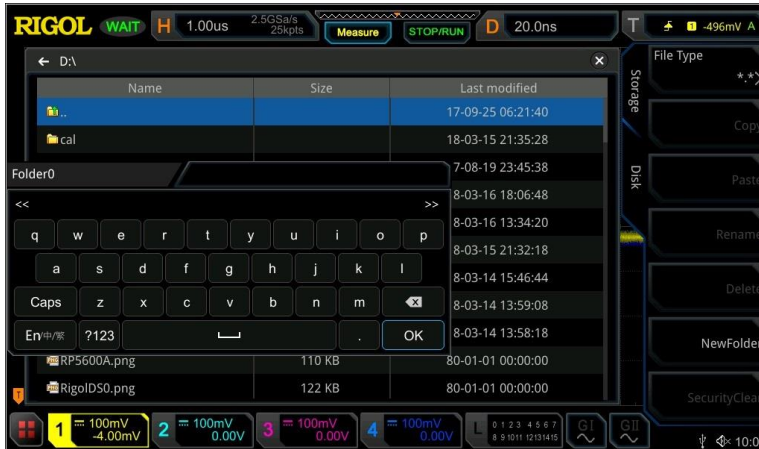 RIGOL WAIT H 1.00us 2.5GSa/s 25kpts Measure STOP/RUN D 20.0ns T 1 -496mV A
D:\
Name Size Last modified
.. 17-09-25 06:21:40
cal 18-03-15 21:35:28
7-08-19 23:45:38
8-03-16 18:06:48
8-03-16 13:34:20
8-03-15 21:32:18
8-03-14 15:46:44
8-03-14 13:59:08
8-03-14 13:58:18
RP5600A.png 110 KB 80-01-01 00:00:00
RigolDS0.png 122 KB 80-01-01 00:00:00
Folder0
<< >>
q w e r t y u i o p
a s d f g h j k l
Caps z x c v b n m
En/中/繁 ?123 . OK
Storage
Disk
File Type
*.*
Copy
Paste
Rename
Delete
NewFolder
SecurityClear
T
1 100mV -4.00mV 2 100mV 0.00V 3 100mV 0.00V 4 100mV 0.00V L 0 1 2 3 4 5 6 7 GI GII
8 9 1011 12131415
10:0